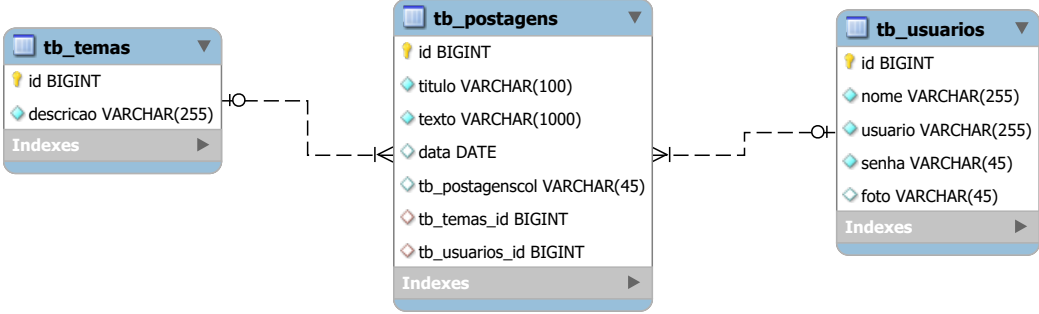 tb_temas
id BIGINT
descricao VARCHAR(255)
Indexes
tb_postagens
id BIGINT
titulo VARCHAR(100)
texto VARCHAR(1000)
data DATE
tb_postagenscol VARCHAR(45)
tb_temas_id BIGINT
tb_usuarios_id BIGINT
Indexes
tb_usuarios
id BIGINT
nome VARCHAR(255)
usuario VARCHAR(255)
senha VARCHAR(45)
foto VARCHAR(45)
Indexes